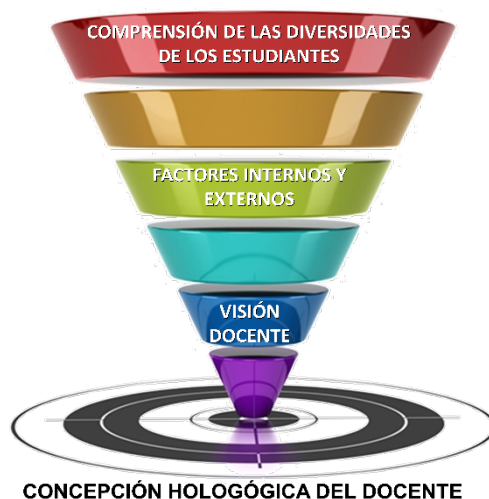 COMPRENSIÓN DE LAS DIVERSIDADES
DE LOS ESTUDIANTES
FACTORES INTERNOS Y
EXTERNOS
VISIÓN
DOCENTE
CONCEPCIÓN HOLOGÓGICA DEL DOCENTE